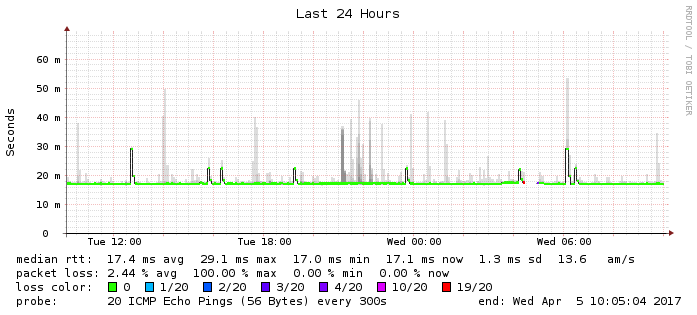 Last 24 Hours
RRDTOOL / TOBI OETIKER
Seconds
60 m
50 m
40 m
30 m
20 m
10 m
0
Tue 12:00 Tue 18:00 Wed 00:00 Wed 06:00
median rtt: 17.4 ms avg 29.1 ms max 17.0 ms min 17.1 ms now 1.3 ms sd 13.6 am/s
packet loss: 2.44 % avg 100.00 % max 0.00 % min 0.00 % now
loss color: 0 1/20 2/20 3/20 4/20 10/20 19/20
probe: 20 ICMP Echo Pings (56 Bytes) every 300s end: Wed Apr 5 10:05:04 2017